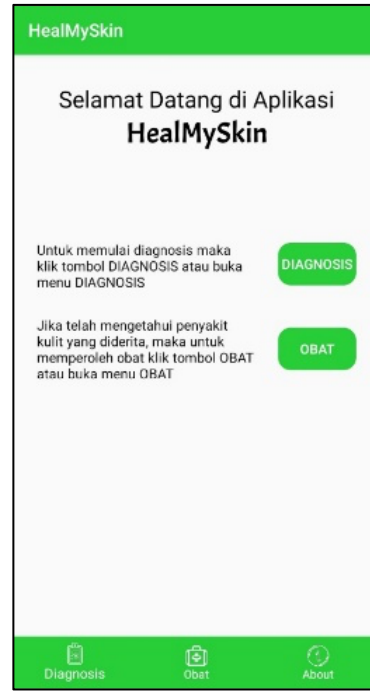 HealMySkin
Selamat Datang di Aplikasi
HealMySkin
Untuk memulai diagnosis maka
klik tombol DIAGNOSIS atau buka
menu DIAGNOSIS
DIAGNOSIS
Jika telah mengetahui penyakit
kulit yang diderita, maka untuk
memperoleh obat klik tombol OBAT
atau buka menu OBAT
OBAT
Diagnosis
Obat
About